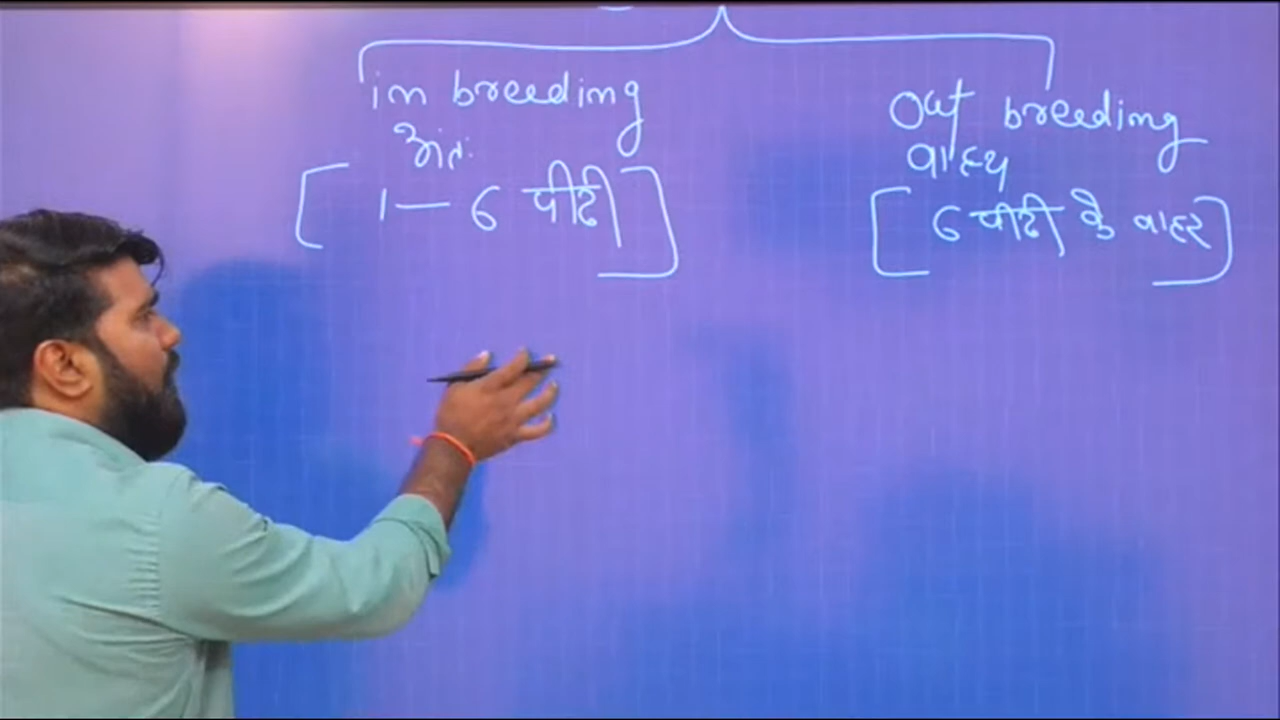 in breeding
अंतः
[ 1 – 6 पीढी ]
Out breeding
वाह्य
[ 6 पीढी के वाहर ]